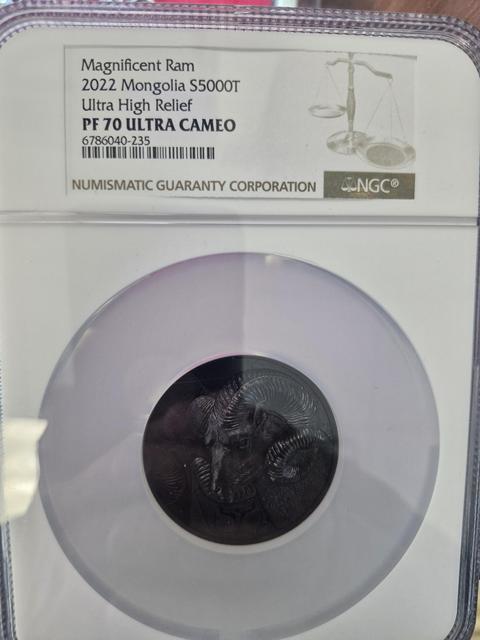 Magnificent Ram
2022 Mongolia S5000T
Ultra High Relief
PF 70 ULTRA CAMEO
6786040-235
NUMISMATIC GUARANTY CORPORATION NGC®